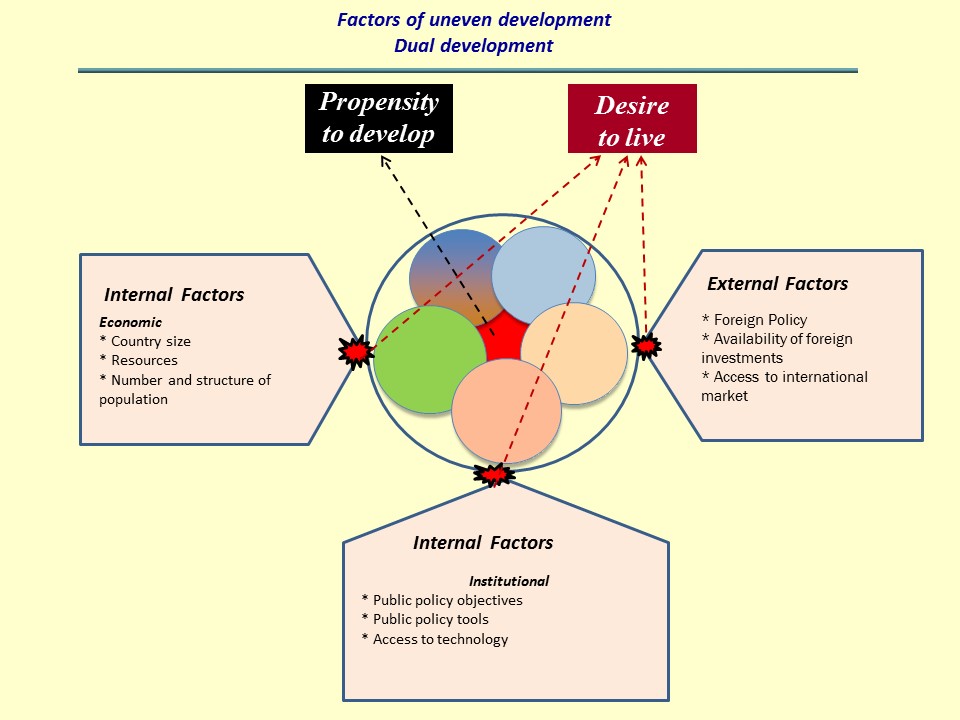 Factors of uneven development
Dual development
Propensity
to develop
Desire
to live
Internal Factors
Economic
* Country size
* Resources
* Number and structure of
population
External Factors
* Foreign Policy
* Availability of foreign
investments
* Access to international
market
Internal Factors
Institutional
* Public policy objectives
* Public policy tools
* Access to technology